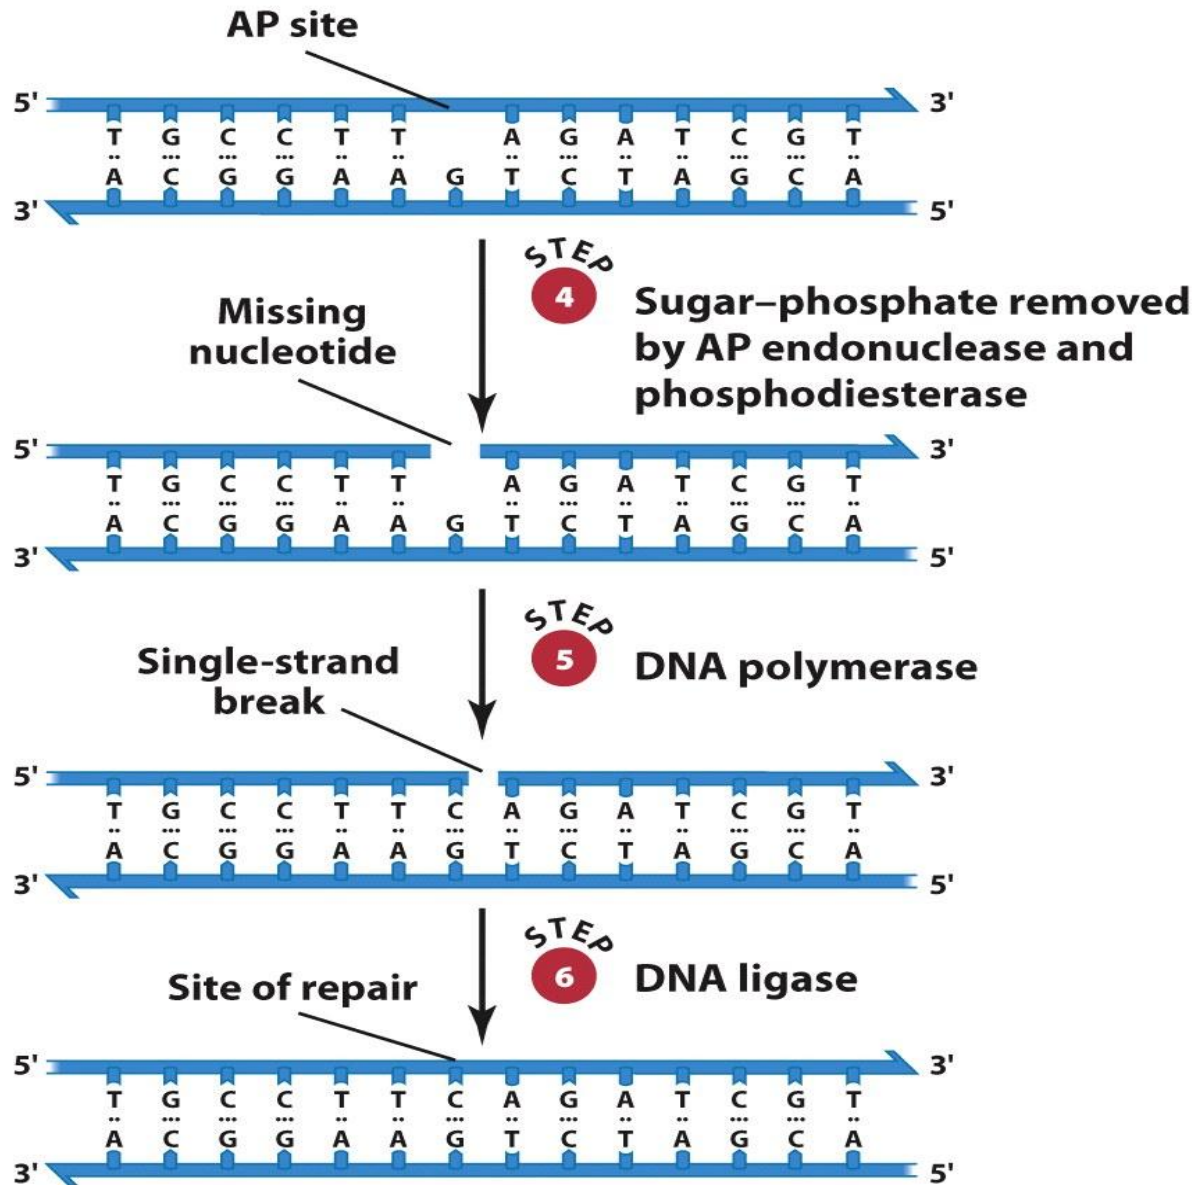 AP site
5' 3'
T G C C T T A G A T C G T
A C G G A A G T C T A G C A
3' 5'
STEP
4
Sugar–phosphate removed
by AP endonuclease and
phosphodiesterase
Missing
nucleotide
5' 3'
T G C C T T A G A T C G T
A C G G A A G T C T A G C A
3' 5'
STEP
5
DNA polymerase
Single-strand
break
5' 3'
T G C C T T C A G A T C G T
A C G G A A G T C T A G C A
3' 5'
STEP
6
DNA ligase
Site of repair
5' 3'
T G C C T T C A G A T C G T
A C G G A A G T C T A G C A
3' 5'